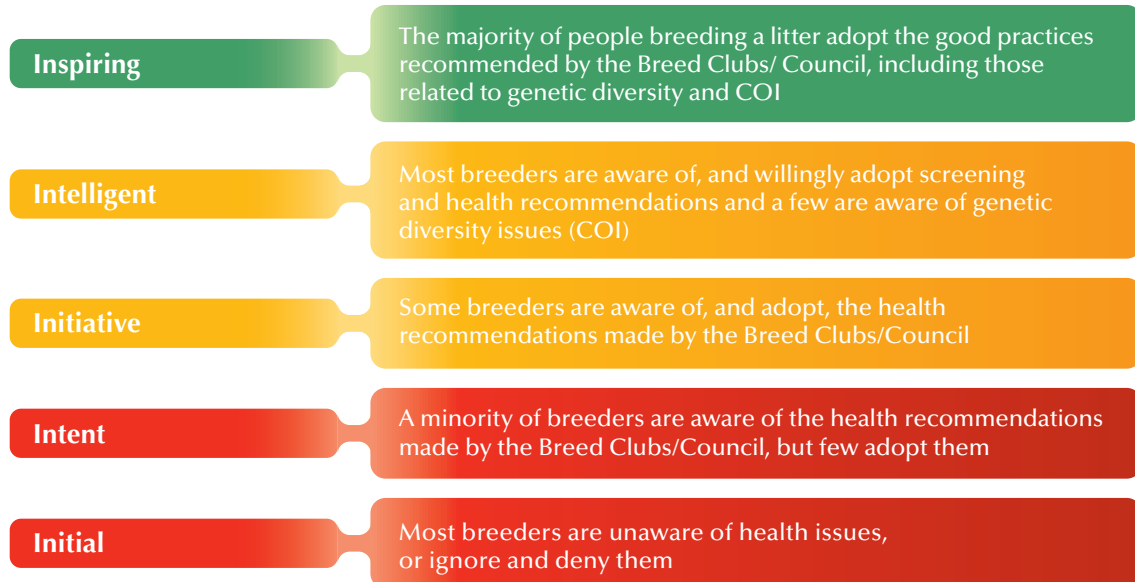 Inspiring
The majority of people breeding a litter adopt the good practices
recommended by the Breed Clubs/ Council, including those
related to genetic diversity and COI
Intelligent
Most breeders are aware of, and willingly adopt screening
and health recommendations and a few are aware of genetic
diversity issues (COI)
Initiative
Some breeders are aware of, and adopt, the health
recommendations made by the Breed Clubs/Council
Intent
A minority of breeders are aware of the health recommendations
made by the Breed Clubs/Council, but few adopt them
Initial
Most breeders are unaware of health issues,
or ignore and deny them